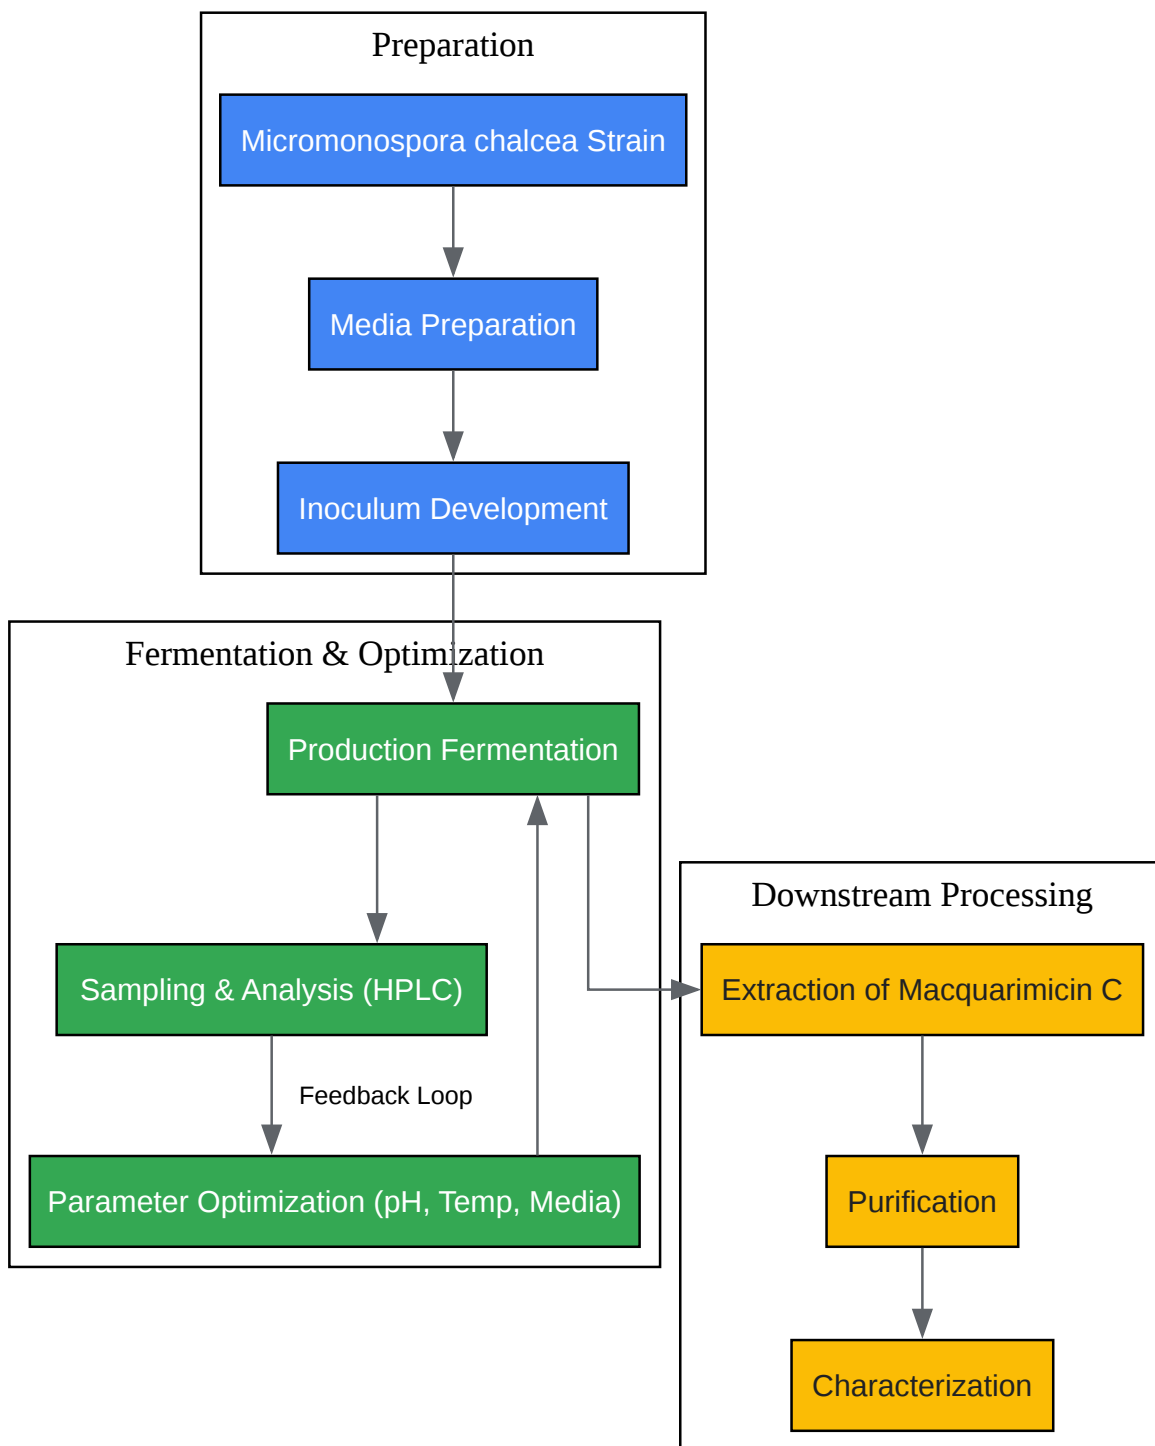 Preparation
Micromonospora chalcea Strain
Media Preparation
Inoculum Development
Fermentation & Optimization
Production Fermentation
Sampling & Analysis (HPLC)
Feedback Loop
Parameter Optimization (pH, Temp, Media)
Downstream Processing
Extraction of Macquarimicin C
Purification
Characterization